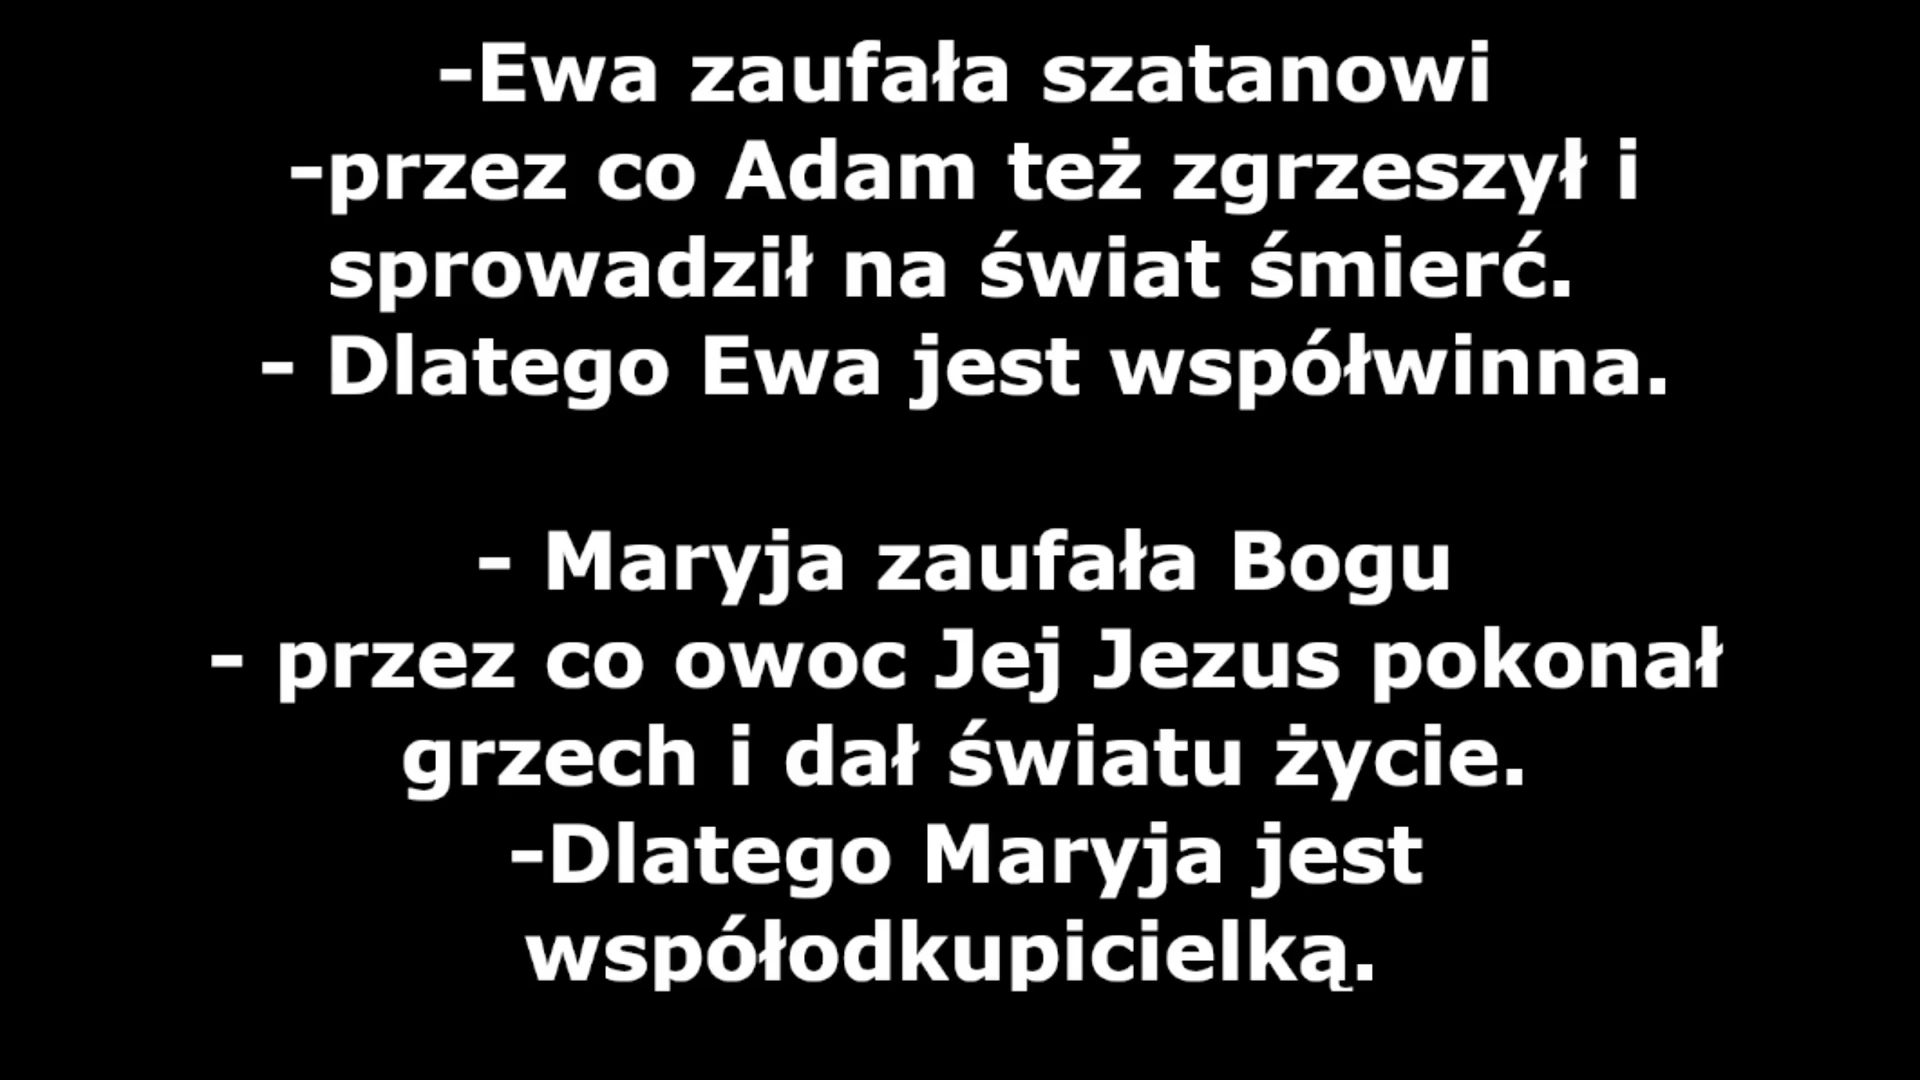 -Ewa zaufała szatanowi
-przez co Adam też zgrzeszył i
sprowadził na świat śmierć.
- Dlatego Ewa jest współwinna.
- Maryja zaufała Bogu
- przez co owoc Jej Jezus pokonał
grzech i dał światu życie.
-Dlatego Maryja jest
współodkupicielką.